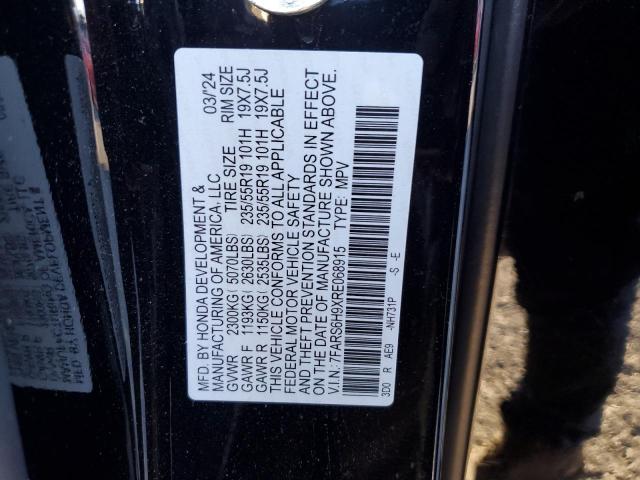 MFD. BY HONDA DEVELOPMENT & 03/24
MANUFACTURING OF AMERICA, LLC
GVWR 2300KG(5070LBS) TIRE SIZE RIM SIZE
GAWR F 1193KG(2630LBS) 235/55R19 101H 19X7.5J
GAWR R 1150KG(2535LBS) 235/55R19 101H 19X7.5J
THIS VEHICLE CONFORMS TO ALL APPLICABLE
FEDERAL MOTOR VEHICLE SAFETY
AND THEFT PREVENTION STANDARDS IN EFFECT
ON THE DATE OF MANUFACTURE SHOWN ABOVE.
V.I.N.:7FARS6H9XRE068915 TYPE: MPV
3D0 R AE9 -NH731P -S -E